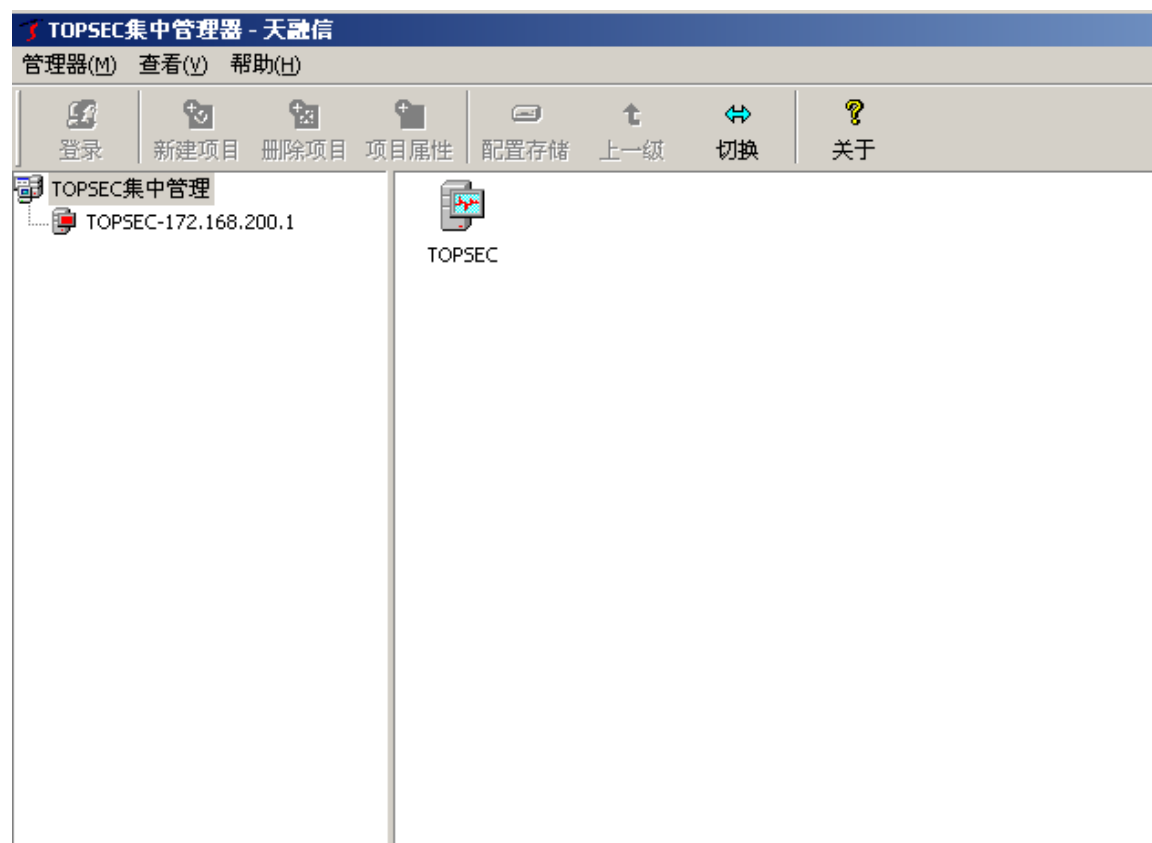 TOPSEC集中管理器 - 天融信
管理器(M) 查看(V) 帮助(H)
登录 新建项目 删除项目 项目属性 配置存储 上一级 切换 关于
TOPSEC集中管理
TOPSEC-172.168.200.1
TOPSEC